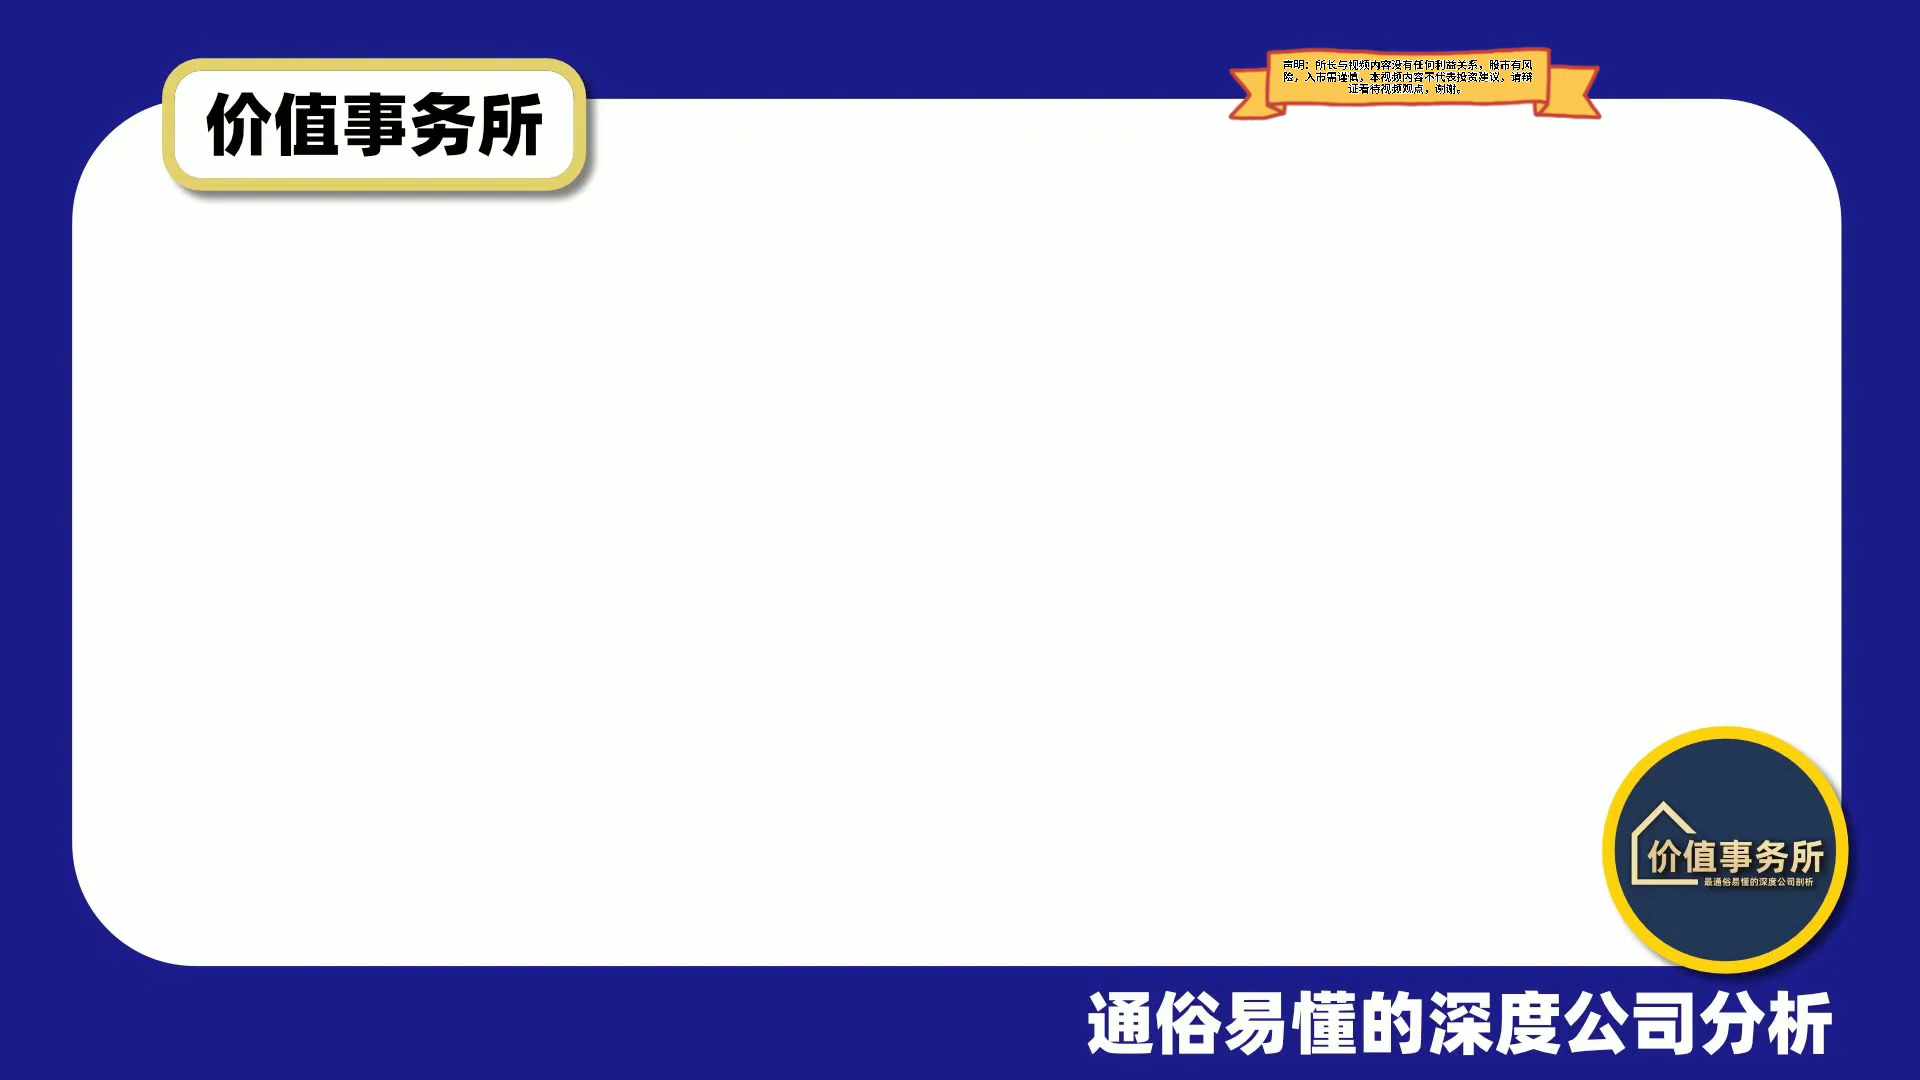 价值事务所
声明：所长与视频内容没有任何利益关系，股市有风
险，入市需谨慎，本视频内容不代表投资建议，请辩
证看待视频观点，谢谢。
价值事务所
最通俗易懂的深度公司剖析
通俗易懂的深度公司分析